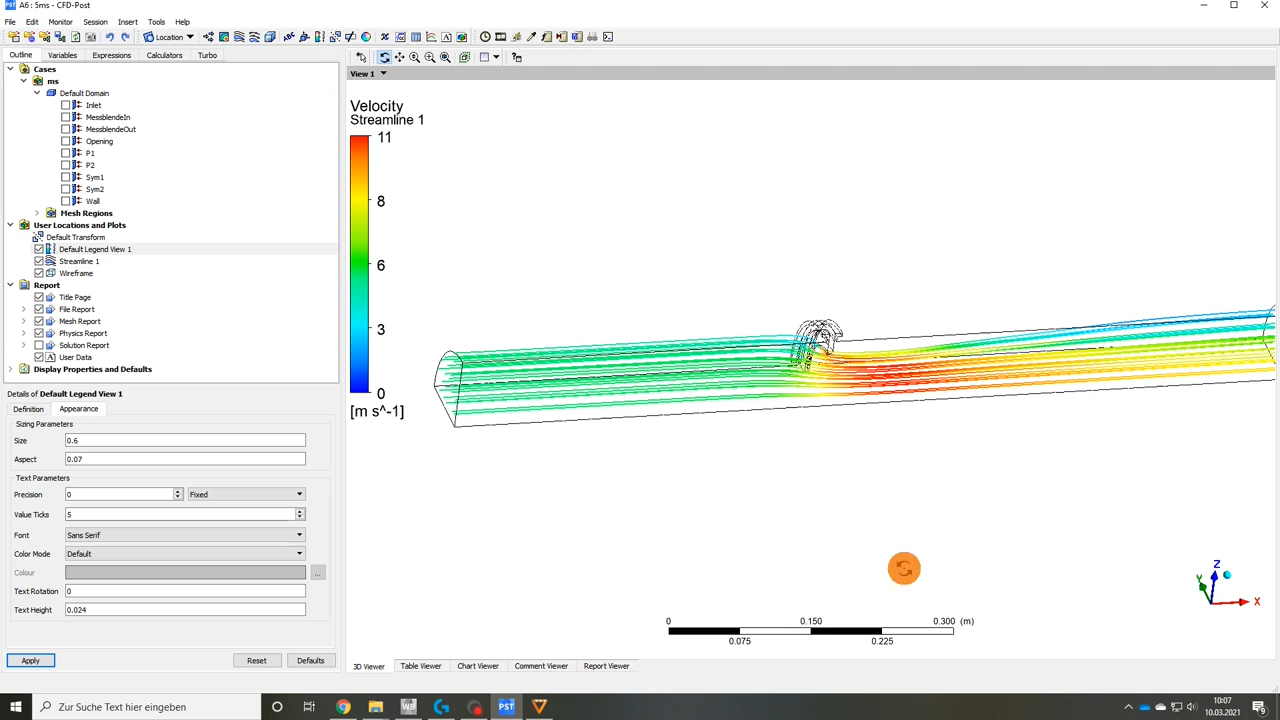 A6 : 5ms - CFD-Post
File Edit Monitor Session Insert Tools Help
Location
Outline Variables Expressions Calculators Turbo
Cases
ms
Default Domain
Inlet
MessblendeIn
MessblendeOut
Opening
P1
P2
Sym1
Sym2
Wall
Mesh Regions
User Locations and Plots
Default Transform
Default Legend View 1
Streamline 1
Wireframe
Report
Title Page
File Report
Mesh Report
Physics Report
Solution Report
User Data
Display Properties and Defaults
Details of Default Legend View 1
Definition Appearance
Sizing Parameters
Size 0.6
Aspect 0.07
Text Parameters
Precision 0 Fixed
Value Ticks 5
Font Sans Serif
Color Mode Default
Colour ...
Text Rotation 0
Text Height 0.024
Apply Reset Defaults
View 1
Velocity
Streamline 1
11
8
6
3
0
[m s^-1]
Z
Y
X
0 0.150 0.300 (m)
0.075 0.225
3D Viewer Table Viewer Chart Viewer Comment Viewer Report Viewer
Zur Suche Text hier eingeben
WB
PST
10:07
10.03.2021